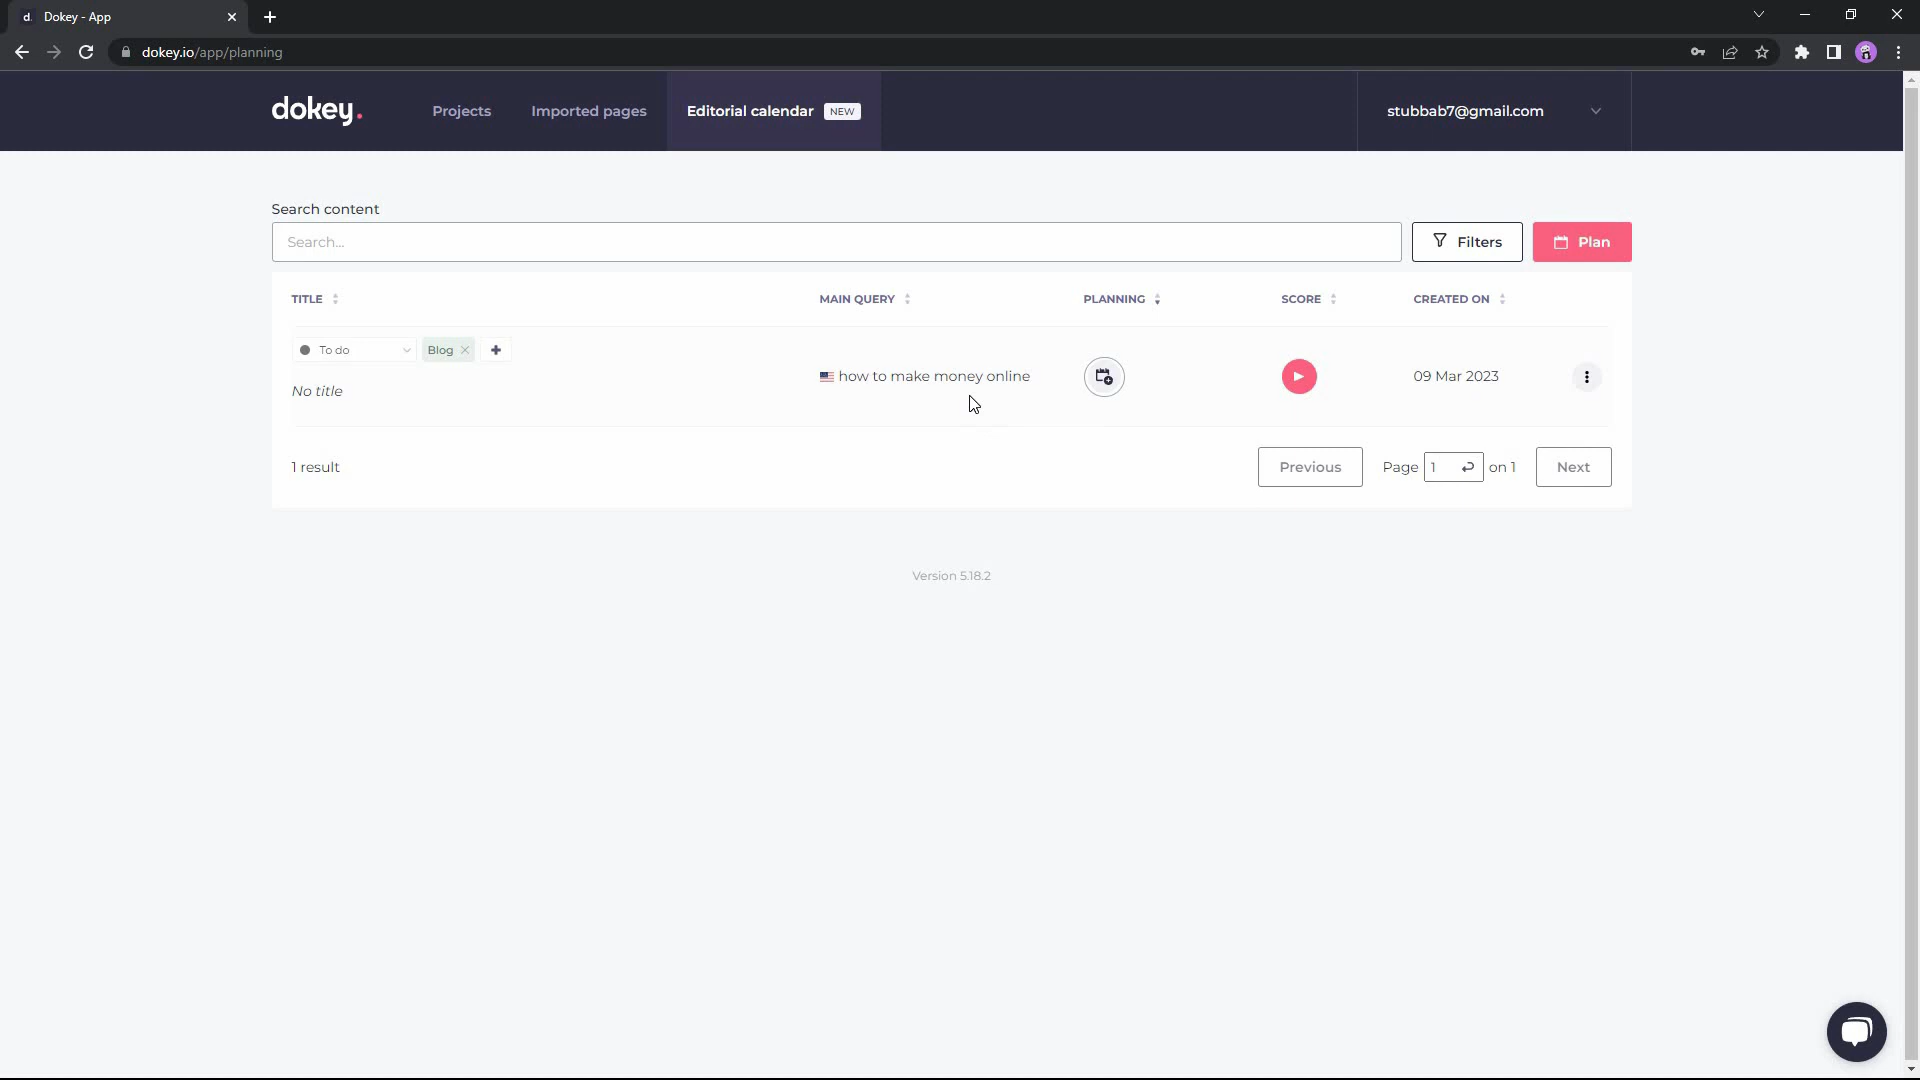 d. Dokey - App
dokey.io/app/planning
dokey.
Projects
Imported pages
Editorial calendar NEW
stubbab7@gmail.com
Search content
Search...
Filters
Plan
TITLE
MAIN QUERY
PLANNING
SCORE
CREATED ON
To do
Blog
No title
how to make money online
09 Mar 2023
1 result
Previous
Page 1 on 1
Next
Version 5.18.2